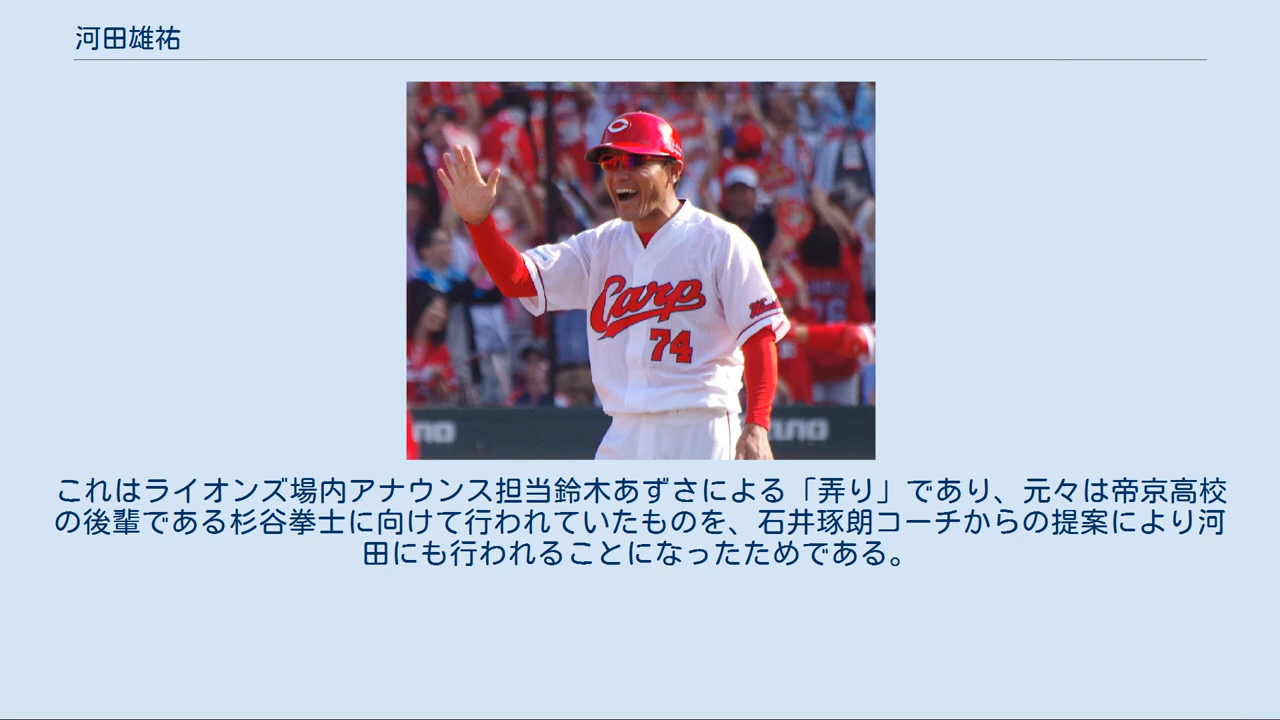 河田雄祐
Carp
74
これはライオンズ場内アナウンス担当鈴木あずさによる「弄り」であり、元々は帝京高校
の後輩である杉谷拳士に向けて行われていたものを、石井琢朗コーチからの提案により河
田にも行われることになったためである。